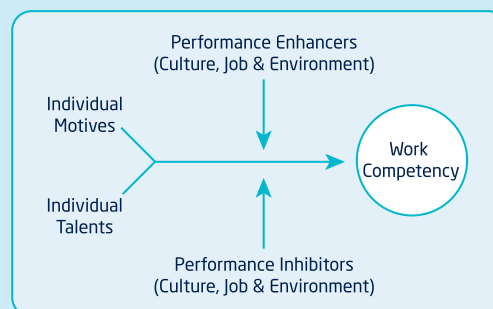 Performance Enhancers
(Culture, Job & Environment)
Individual
Motives
Work
Competency
Individual
Talents
Performance Inhibitors
(Culture, Job & Environment)